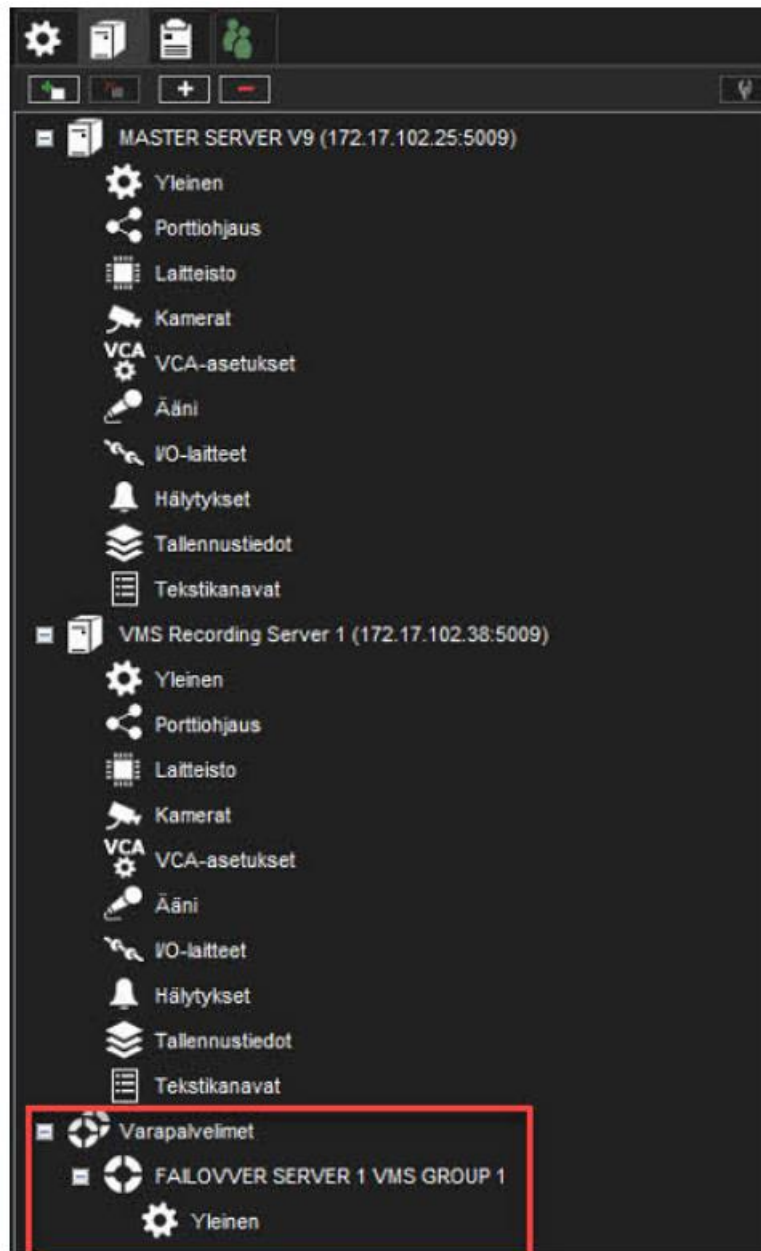 MASTER SERVER V9 (172.17.102.25:5009)
Yleinen
Porttiohjaus
Laitteisto
Kamerat
VCA
VCA-asetukset
Ääni
I/O-laitteet
Hälytykset
Tallennustiedot
Tekstikanavat
VMS Recording Server 1 (172.17.102.38:5009)
Yleinen
Porttiohjaus
Laitteisto
Kamerat
VCA
VCA-asetukset
Ääni
I/O-laitteet
Hälytykset
Tallennustiedot
Tekstikanavat
Varapalvelimet
FAILOVVER SERVER 1 VMS GROUP 1
Yleinen